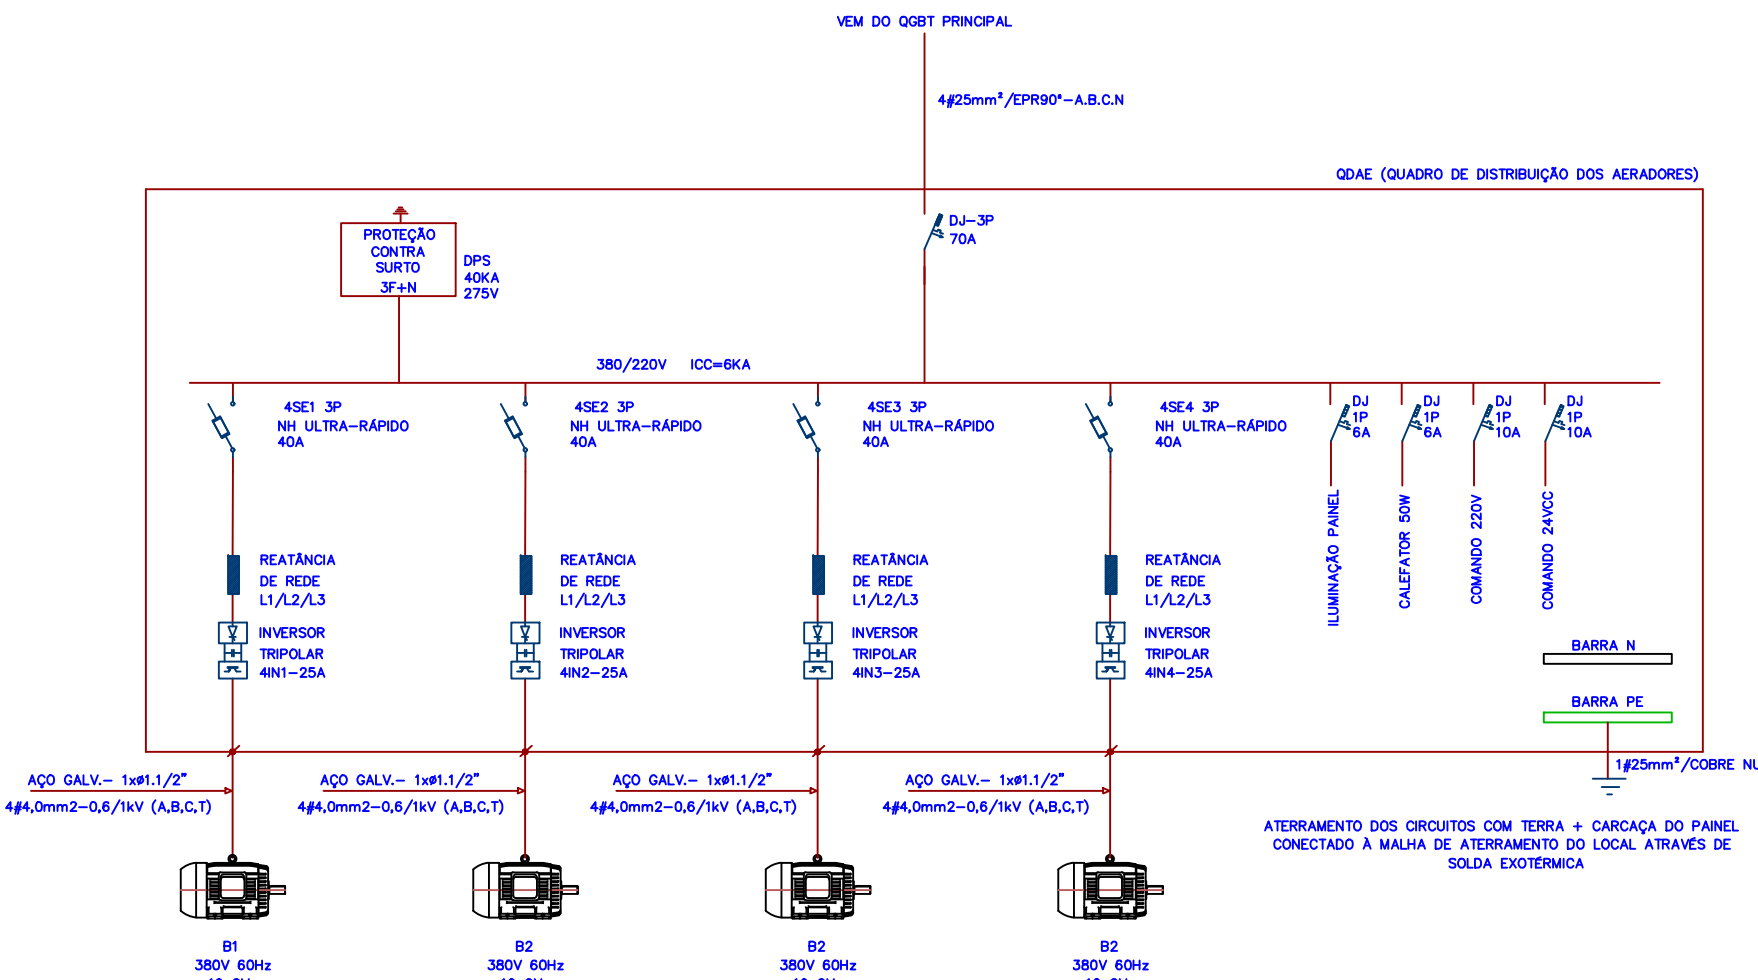 VEM DO QGBT PRINCIPAL
4#25mm²/EPR90°-A.B.C.N
QDAE (QUADRO DE DISTRIBUIÇÃO DOS AERADORES)
DJ-3P
70A
PROTEÇÃO
CONTRA
SURTO
3F+N
DPS
40KA
275V
380/220V ICC=6KA
4SE1 3P
NH ULTRA-RÁPIDO
40A
4SE2 3P
NH ULTRA-RÁPIDO
40A
4SE3 3P
NH ULTRA-RÁPIDO
40A
4SE4 3P
NH ULTRA-RÁPIDO
40A
DJ
1P
6A
DJ
1P
6A
DJ
1P
10A
DJ
1P
10A
ILUMINAÇÃO PAINEL
CALEFATOR 50W
COMANDO 220V
COMANDO 24VCC
REATÂNCIA
DE REDE
L1/L2/L3
REATÂNCIA
DE REDE
L1/L2/L3
REATÂNCIA
DE REDE
L1/L2/L3
REATÂNCIA
DE REDE
L1/L2/L3
INVERSOR
TRIPOLAR
4IN1-25A
INVERSOR
TRIPOLAR
4IN2-25A
INVERSOR
TRIPOLAR
4IN3-25A
INVERSOR
TRIPOLAR
4IN4-25A
BARRA N
BARRA PE
1#25mm²/COBRE NU
AÇO GALV.- 1xø1.1/2"
4#4,0mm2-0,6/1kV (A,B,C,T)
AÇO GALV.- 1xø1.1/2"
4#4,0mm2-0,6/1kV (A,B,C,T)
AÇO GALV.- 1xø1.1/2"
4#4,0mm2-0,6/1kV (A,B,C,T)
AÇO GALV.- 1xø1.1/2"
4#4,0mm2-0,6/1kV (A,B,C,T)
ATERRAMENTO DOS CIRCUITOS COM TERRA + CARCAÇA DO PAINEL
CONECTADO À MALHA DE ATERRAMENTO DO LOCAL ATRAVÉS DE
SOLDA EXOTÉRMICA
B1
380V 60Hz
B2
380V 60Hz
B2
380V 60Hz
B2
380V 60Hz